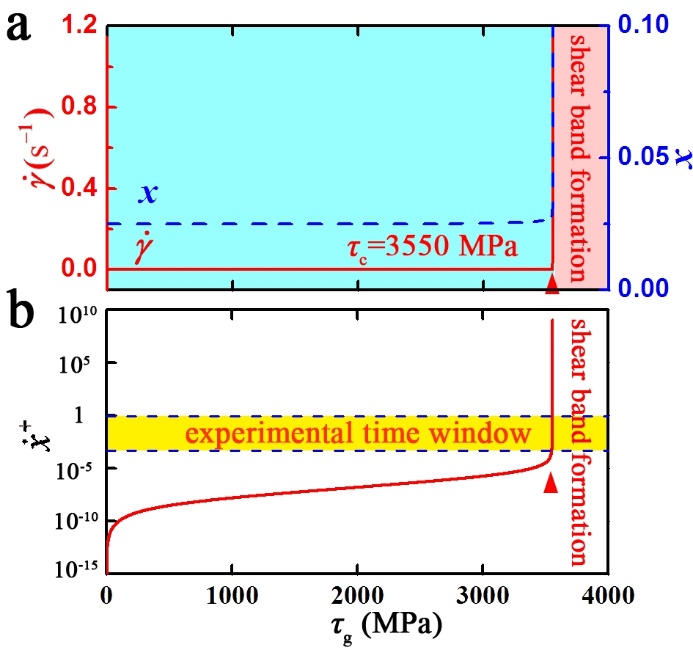 a
1.2
0.8
0.4
0.0
γ̇ (s⁻¹)
x
γ̇
τc=3550 MPa
shear band formation
0.10
0.05
0.00
x
b
10¹⁰
10⁵
1
10⁻⁵
10⁻¹⁰
10⁻¹⁵
ẋ⁺
experimental time window
shear band formation
0
1000
2000
3000
4000
τg (MPa)